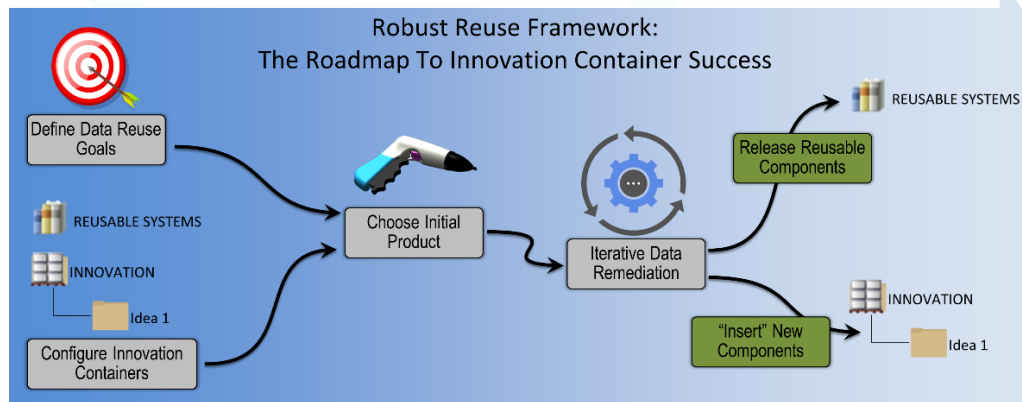 Robust Reuse Framework:
The Roadmap To Innovation Container Success
Define Data Reuse
Goals
REUSABLE SYSTEMS
INNOVATION
Idea 1
Configure Innovation
Containers
Choose Initial
Product
Iterative Data
Remediation
Release Reusable
Components
REUSABLE SYSTEMS
"Insert" New
Components
INNOVATION
Idea 1